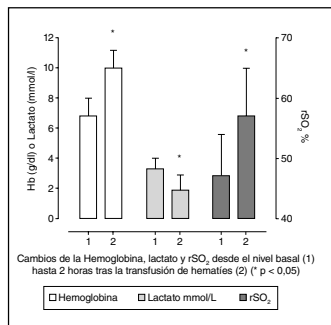 Hb (g/dl) o Lactato (mmol/l)
12
10
8
6
4
2
0
*
*
*
70
60
50
40
rSO₂ %
1 2 1 2 1 2
Cambios de la Hemoglobina, lactato y rSO₂ desde el nivel basal (1)
hasta 2 horas tras la transfusión de hematíes (2) (* p < 0,05)
Hemoglobina Lactato mmol/L rSO₂